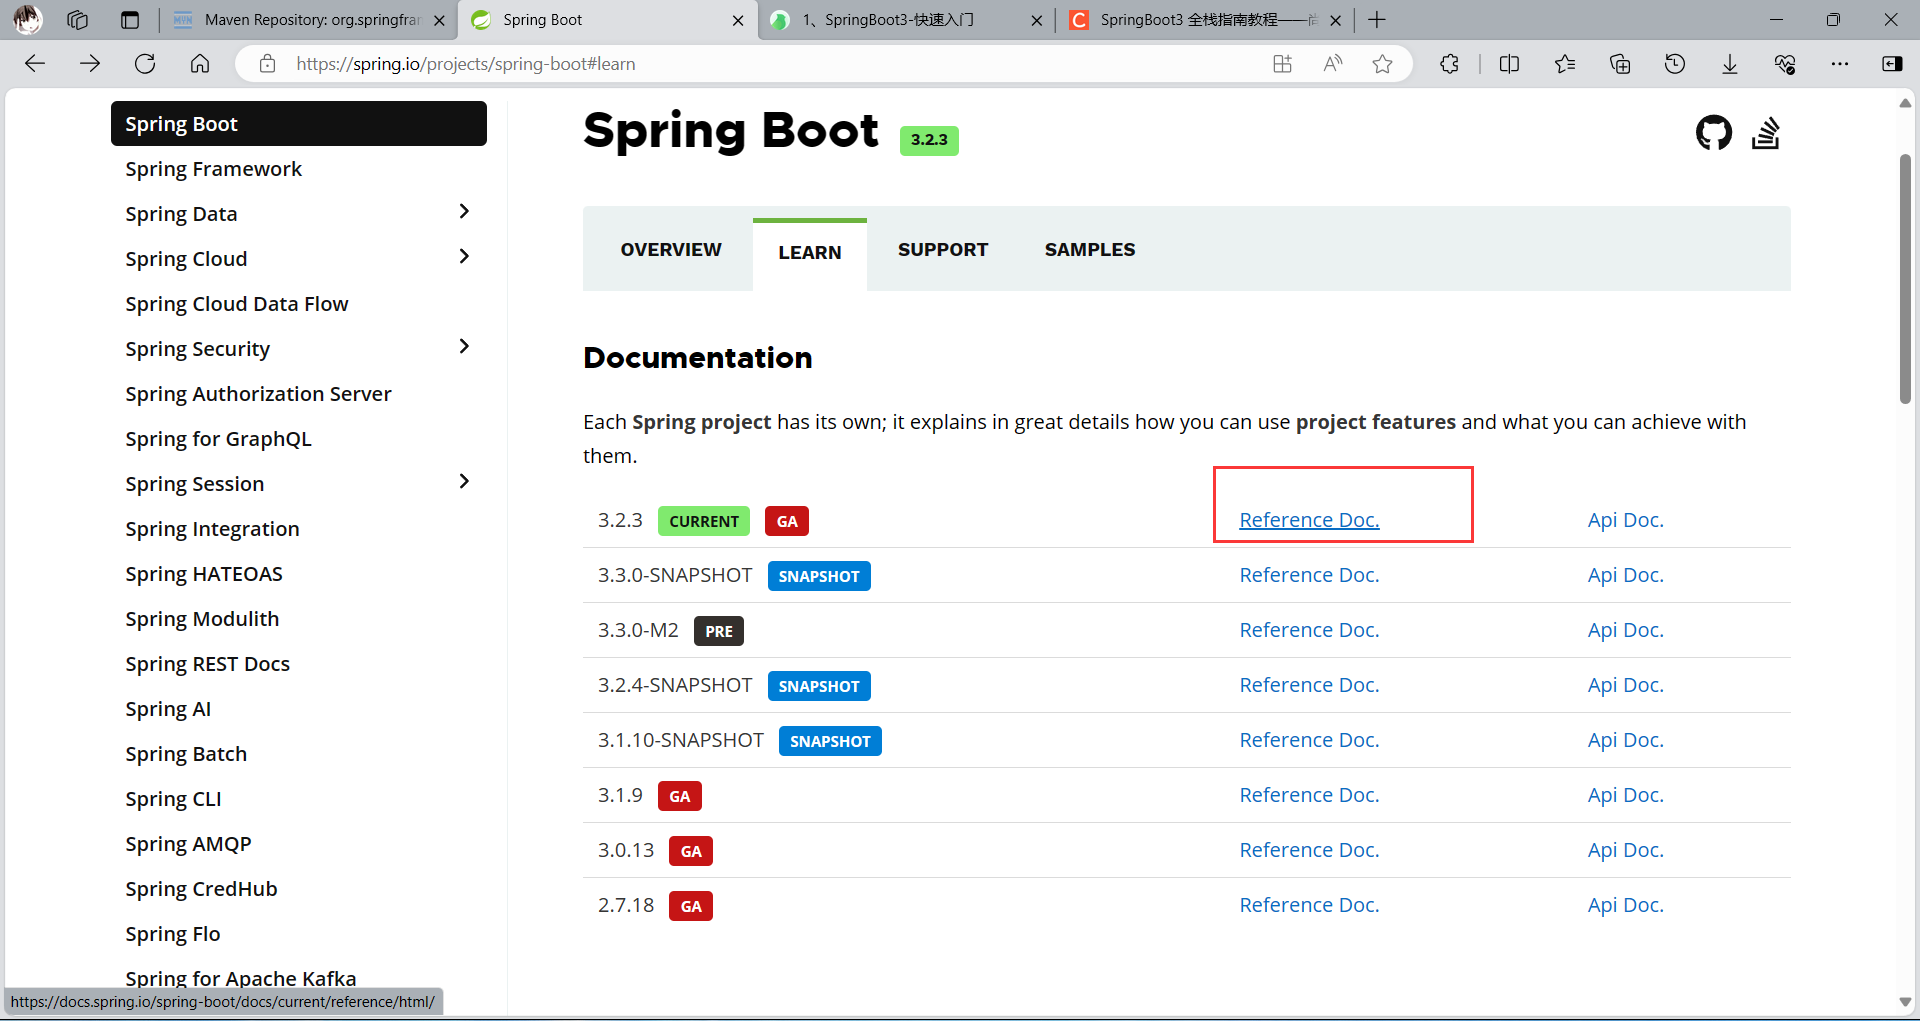 Maven Repository: org.springfra
Spring Boot
1、SpringBoot3-快速入门
SpringBoot3 全栈指南教程——尚
https://spring.io/projects/spring-boot#learn
Spring Boot
Spring Framework
Spring Data
Spring Cloud
Spring Cloud Data Flow
Spring Security
Spring Authorization Server
Spring for GraphQL
Spring Session
Spring Integration
Spring HATEOAS
Spring Modulith
Spring REST Docs
Spring AI
Spring Batch
Spring CLI
Spring AMQP
Spring CredHub
Spring Flo
Spring for Apache Kafka
https://docs.spring.io/spring-boot/docs/current/reference/html/
Spring Boot 3.2.3
OVERVIEW LEARN SUPPORT SAMPLES
Documentation
Each Spring project has its own; it explains in great details how you can use project features and what you can achieve with
them.
3.2.3 CURRENT GA Reference Doc. Api Doc.
3.3.0-SNAPSHOT SNAPSHOT Reference Doc. Api Doc.
3.3.0-M2 PRE Reference Doc. Api Doc.
3.2.4-SNAPSHOT SNAPSHOT Reference Doc. Api Doc.
3.1.10-SNAPSHOT SNAPSHOT Reference Doc. Api Doc.
3.1.9 GA Reference Doc. Api Doc.
3.0.13 GA Reference Doc. Api Doc.
2.7.18 GA Reference Doc. Api Doc.